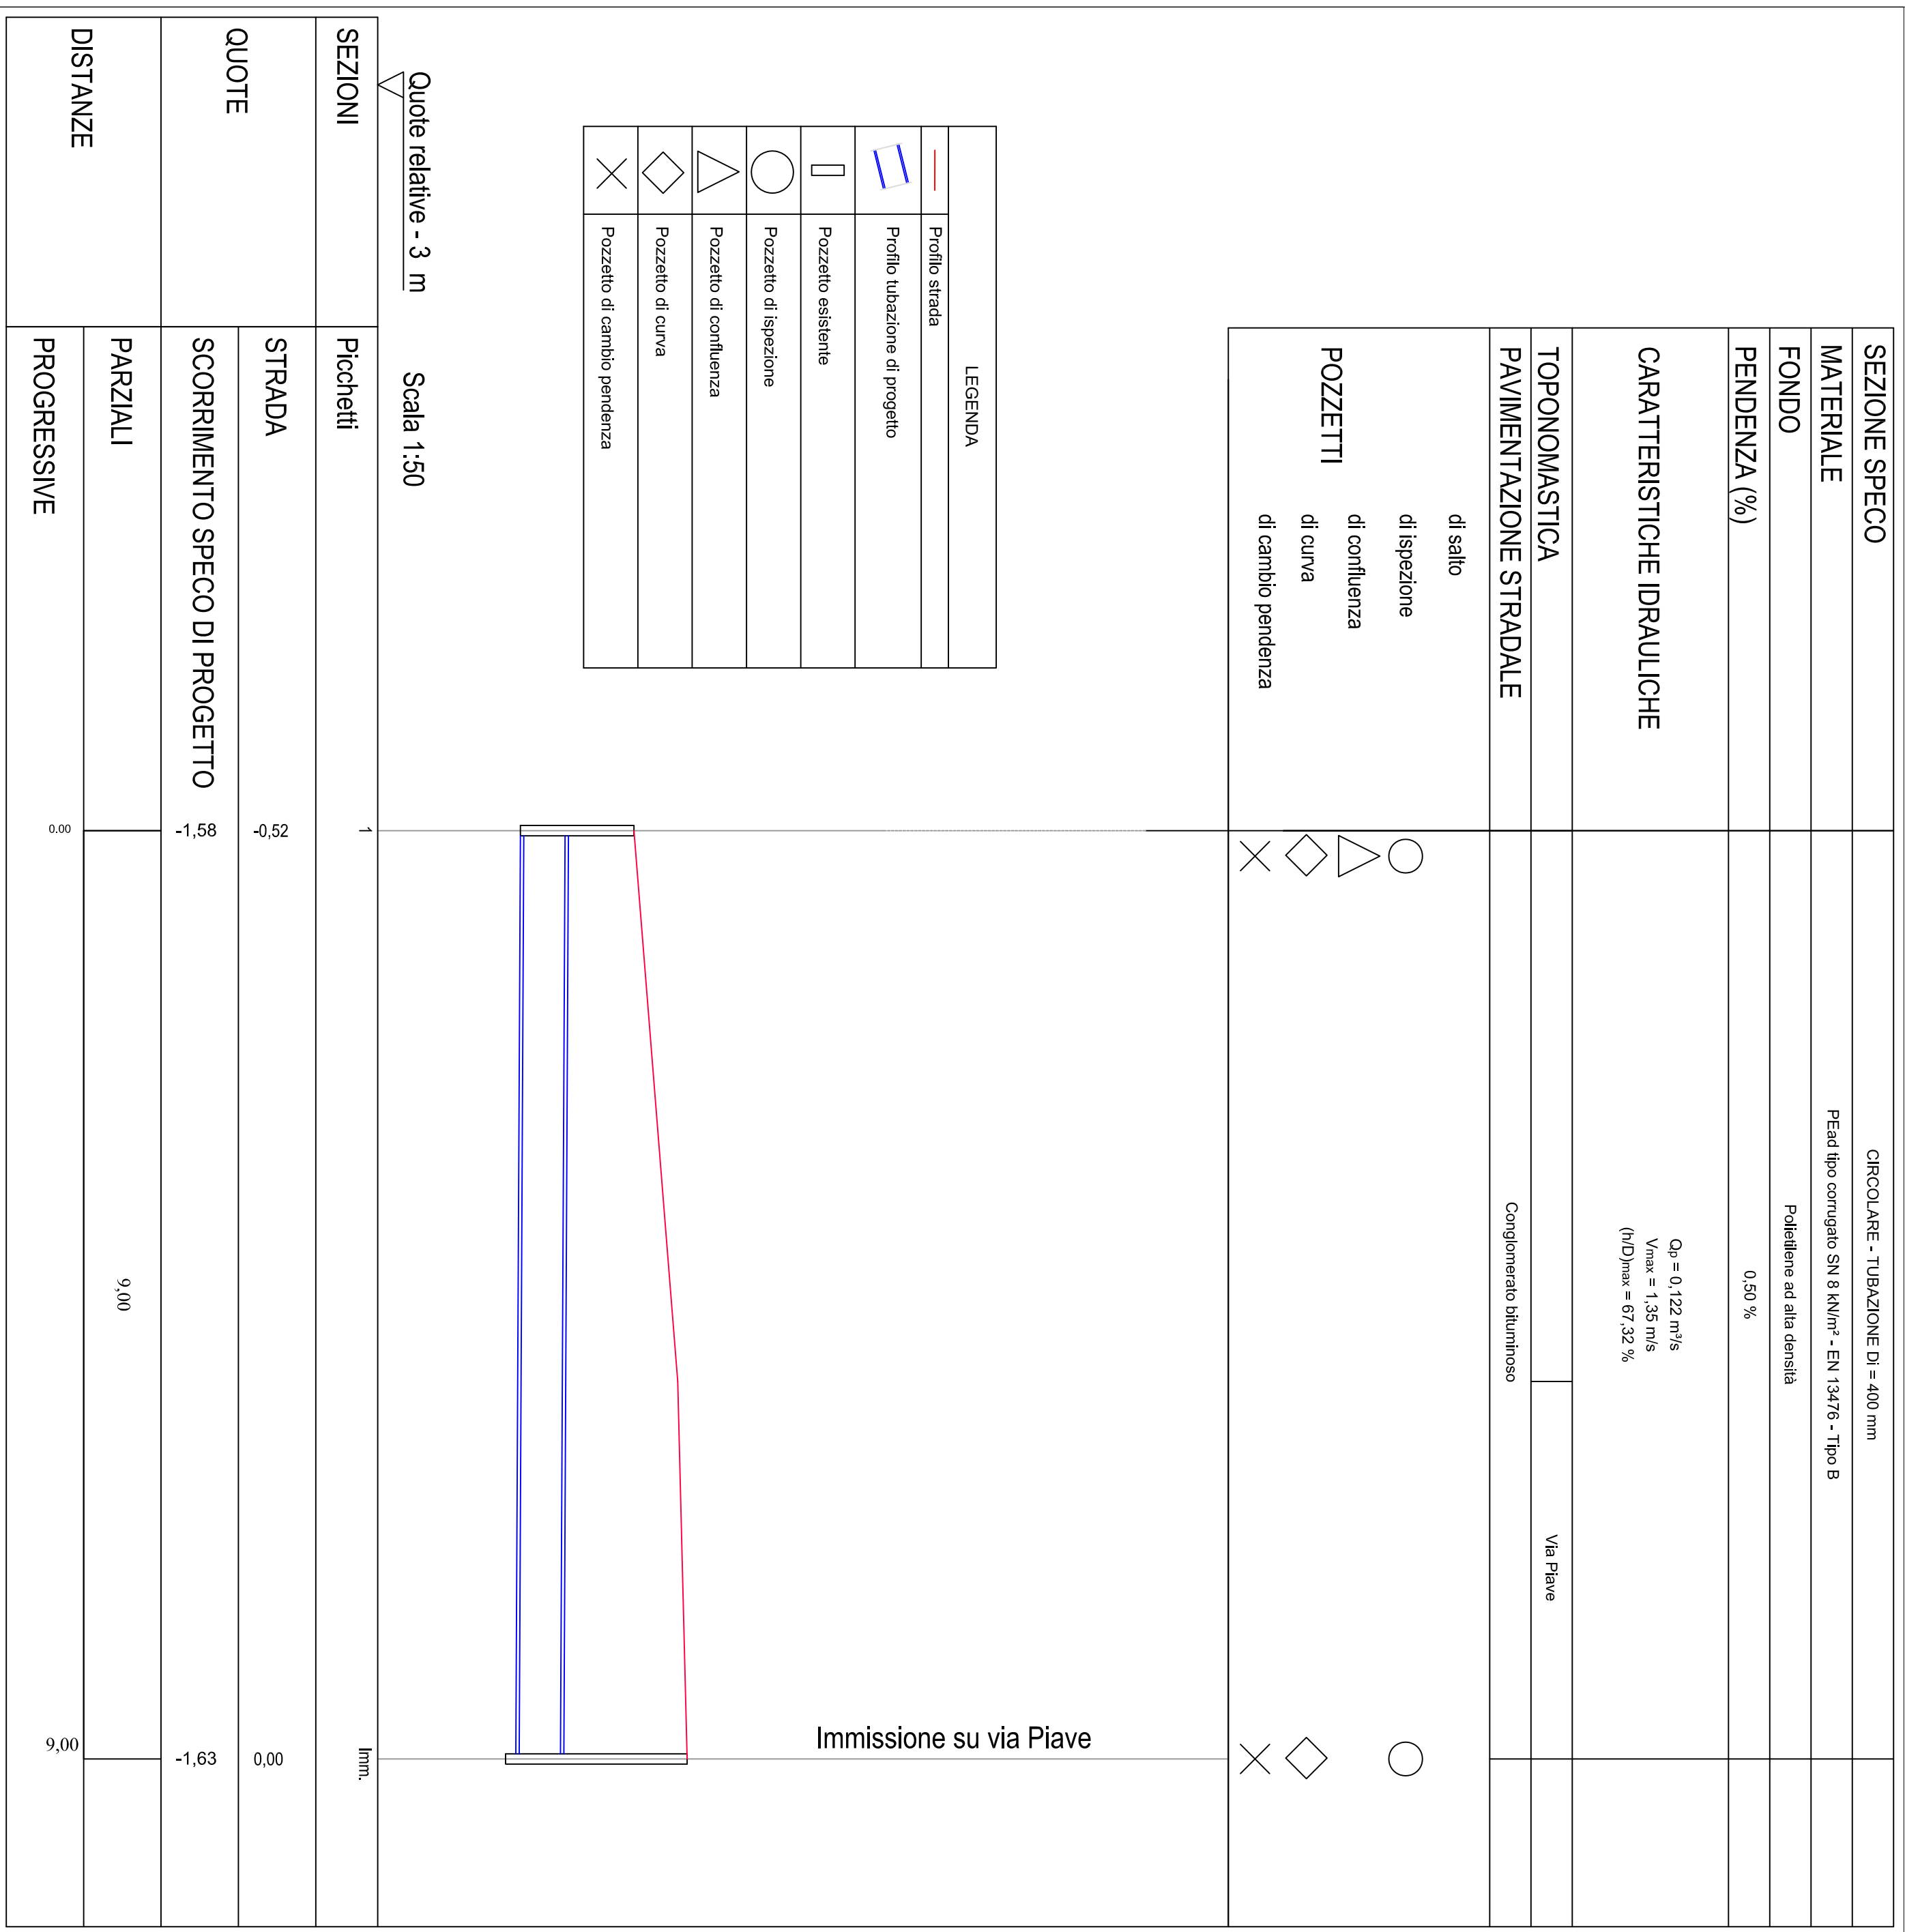 SEZIONE SPECO
CIRCOLARE - TUBAZIONE Di = 400 mm
MATERIALE
PEad tipo corrugato SN 8 kN/m² - EN 13476 - Tipo B
FONDO
Polietilene ad alta densità
PENDENZA (%)
0,50 %
CARATTERISTICHE IDRAULICHE
Qp = 0,122 m³/s
Vmax = 1,35 m/s
(h/D)max = 67,32 %
TOPONOMASTICA
Via Piave
PAVIMENTAZIONE STRADALE
Conglomerato bituminoso
POZZETTI
di salto
di ispezione
di confluenza
di curva
di cambio pendenza
LEGENDA
Profilo strada
Profilo tubazione di progetto
Pozzetto esistente
Pozzetto di ispezione
Pozzetto di confluenza
Pozzetto di curva
Pozzetto di cambio pendenza
Immissione su via Piave
Quote relative - 3 m
Scala 1:50
SEZIONI
Picchetti
1
Imm.
QUOTE
STRADA
-0,52
0,00
SCORRIMENTO SPECO DI PROGETTO
-1,58
-1,63
DISTANZE
PARZIALI
9,00
PROGRESSIVE
0.00
9,00